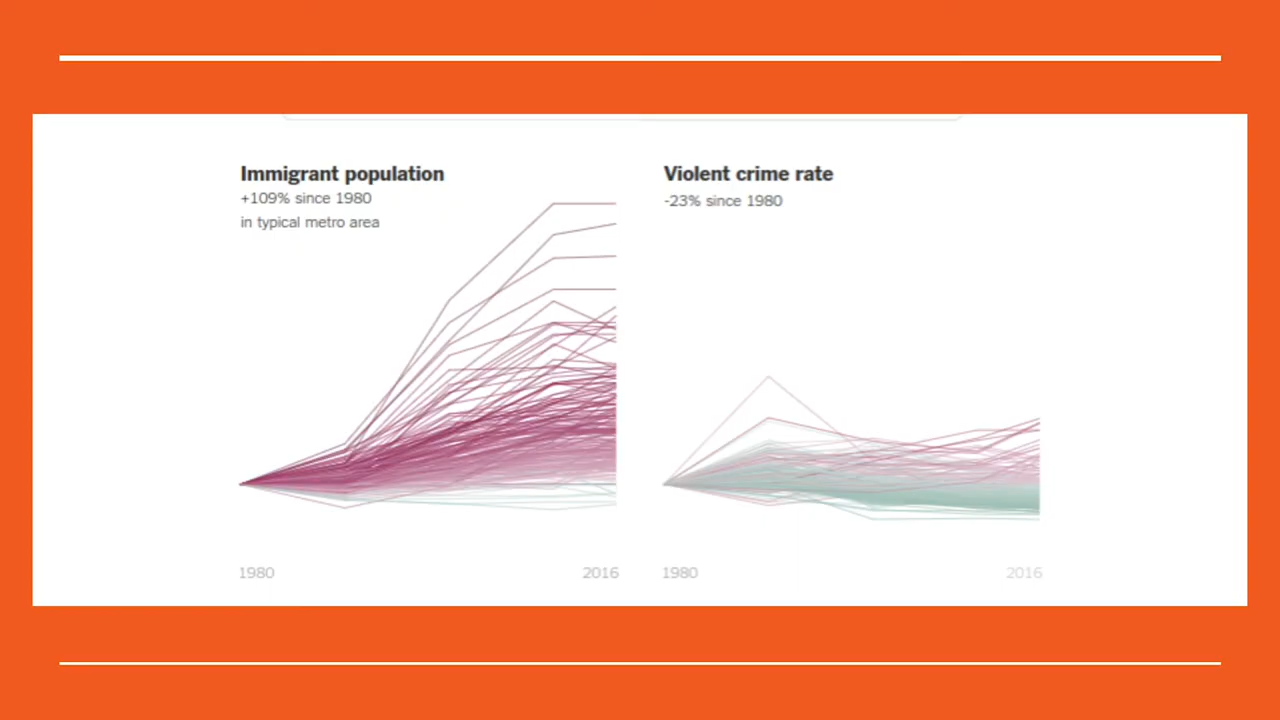 Immigrant population
+109% since 1980
in typical metro area
Violent crime rate
-23% since 1980
1980
2016
1980
2016